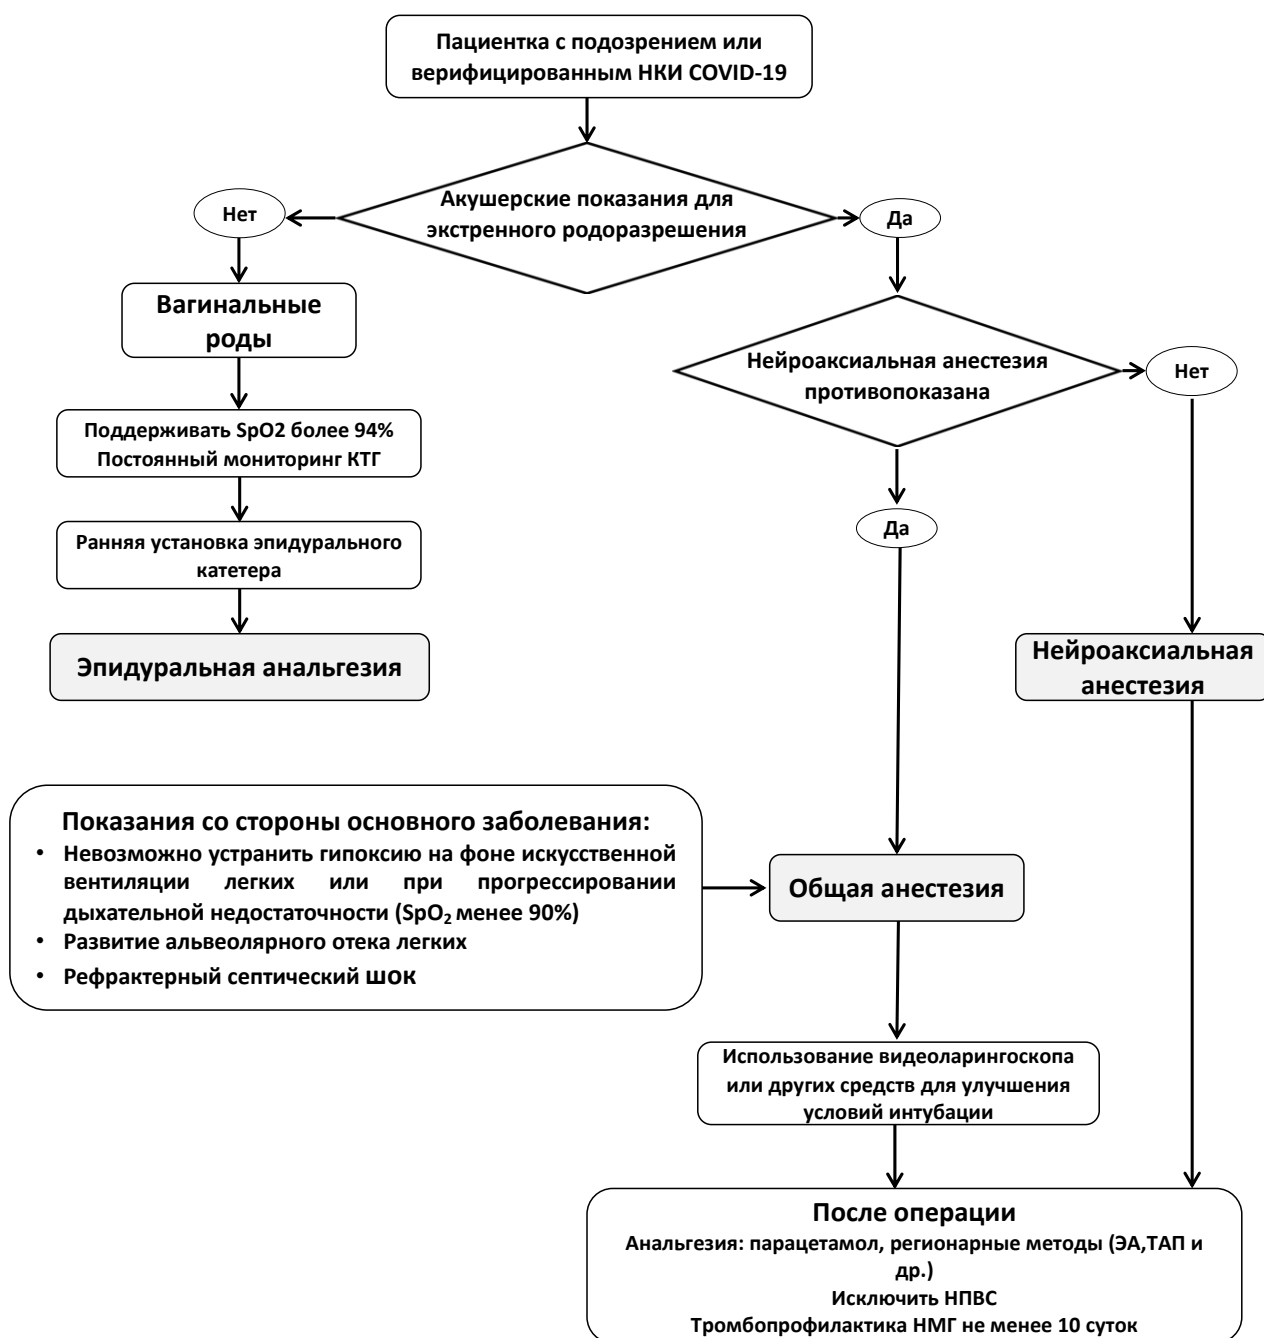 Пациентка с подозрением или
верифицированным НКИ COVID-19
Акушерские показания для
экстренного родоразрешения
Нет
Да
Вагинальные
роды
Нейроаксиальная анестезия
противопоказана
Нет
Поддерживать SpO2 более 94%
Постоянный мониторинг КТГ
Да
Ранняя установка эпидурального
катетера
Эпидуральная анальгезия
Нейроаксиальная
анестезия
Показания со стороны основного заболевания:
• Невозможно устранить гипоксию на фоне искусственной
вентиляции легких или при прогрессировании
дыхательной недостаточности (SpO₂ менее 90%)
• Развитие альвеолярного отека легких
• Рефрактерный септический шок
Общая анестезия
Использование видеоларингоскопа
или других средств для улучшения
условий интубации
После операции
Анальгезия: парацетамол, регионарные методы (ЭА,ТАП и
др.)
Исключить НПВС
Тромбопрофилактика НМГ не менее 10 суток